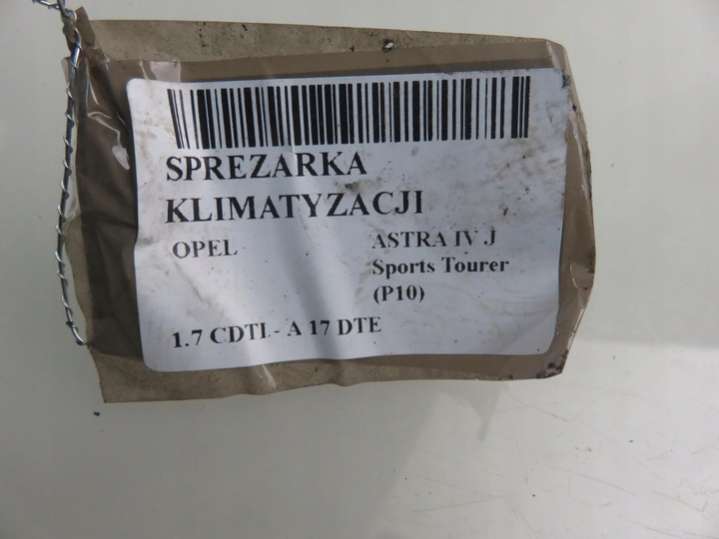 SPREZARKA
KLIMATYZACJI
OPEL
ASTRA IV J
Sports Tourer
(P10)
1.7 CDTI - A 17 DTE